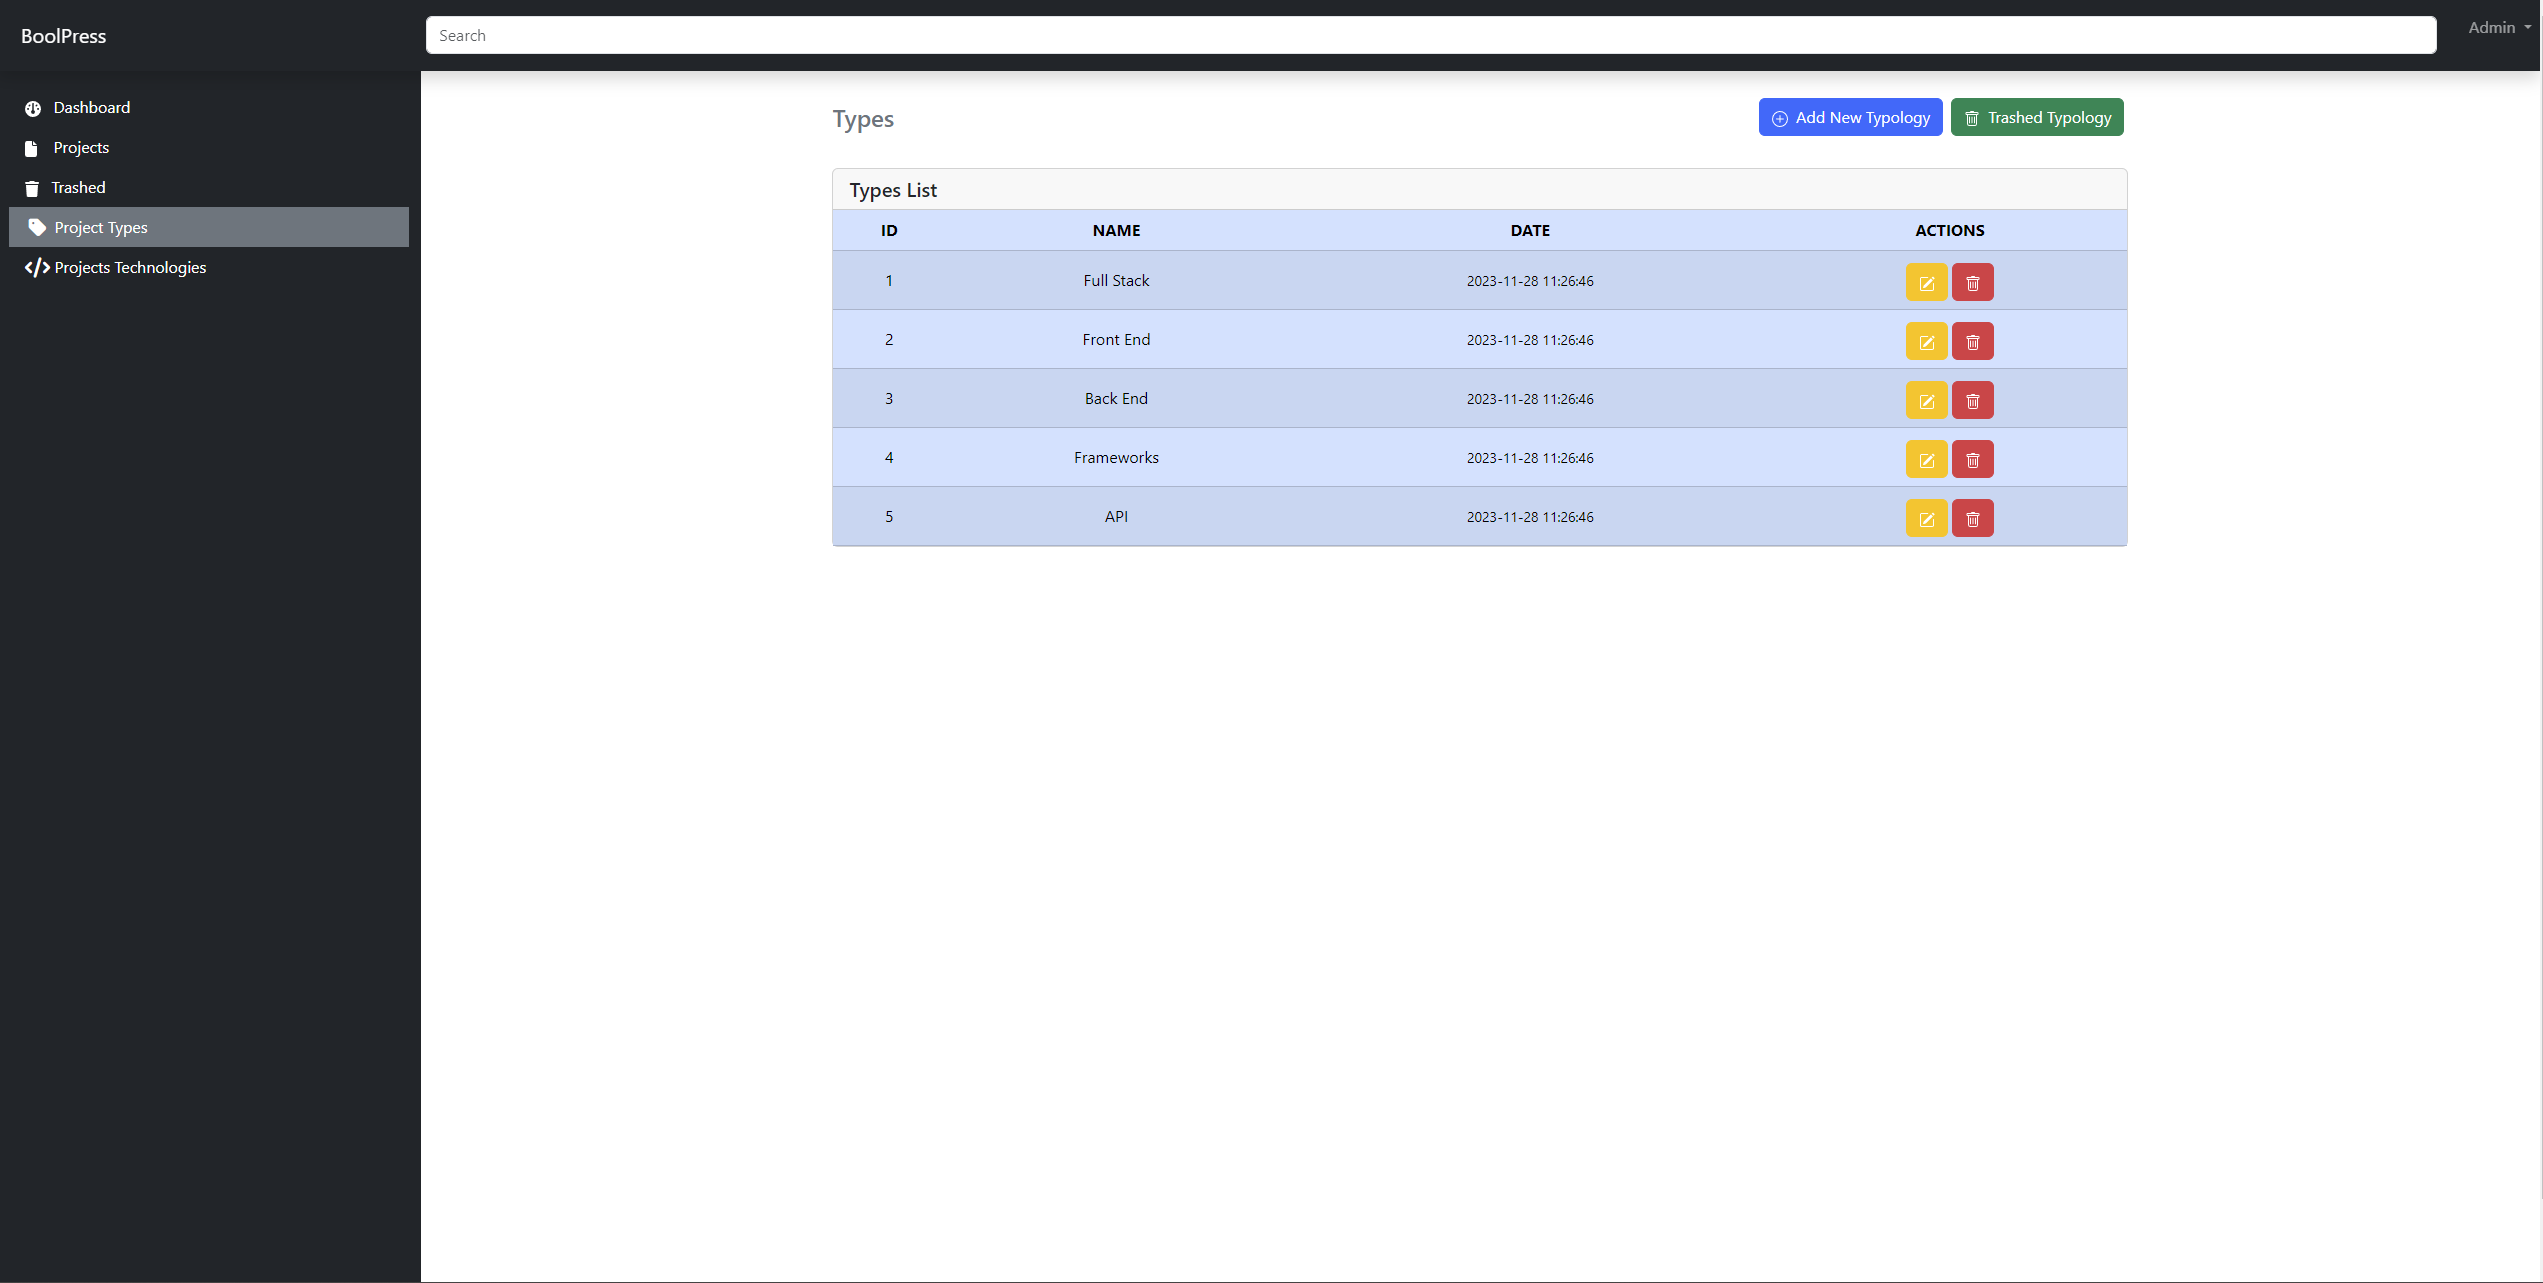 BoolPress
Search
Admin
Dashboard
Projects
Trashed
Project Types
Projects Technologies
Types
Add New Typology
Trashed Typology
Types List
ID NAME DATE ACTIONS
1 Full Stack 2023-11-28 11:26:46
2 Front End 2023-11-28 11:26:46
3 Back End 2023-11-28 11:26:46
4 Frameworks 2023-11-28 11:26:46
5 API 2023-11-28 11:26:46